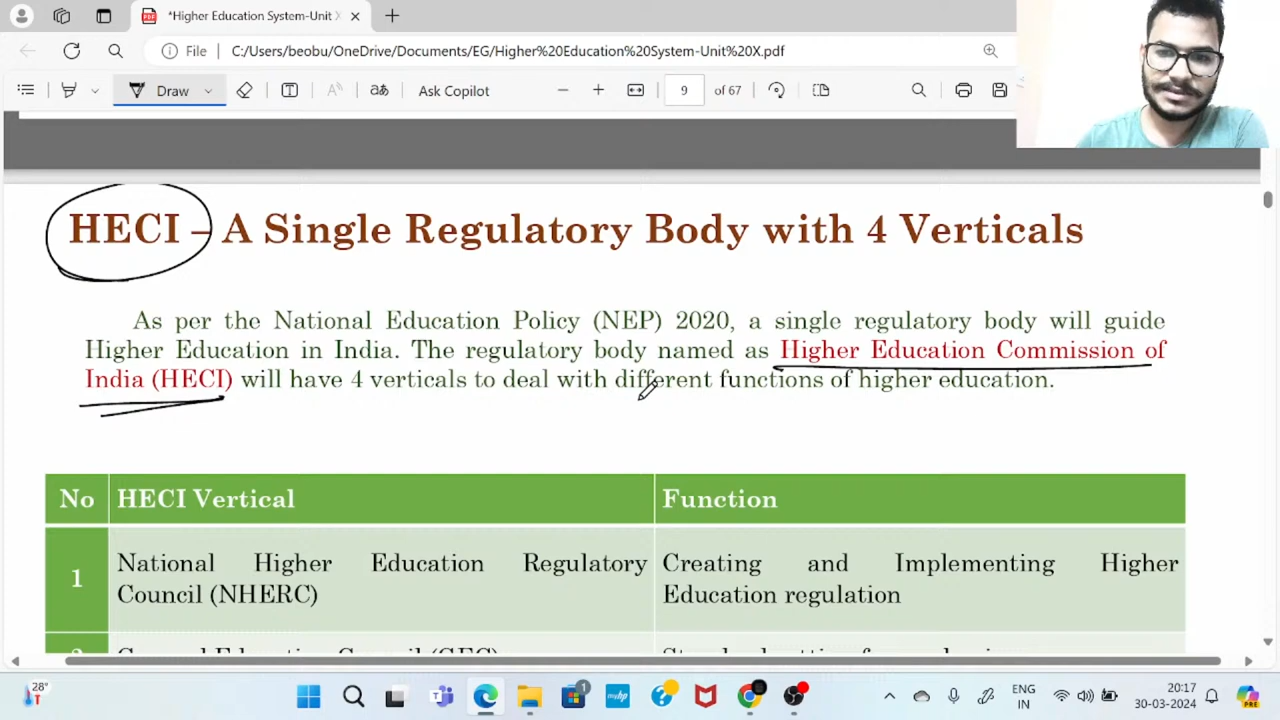 *Higher Education System-Unit X
File C:/Users/beobu/OneDrive/Documents/EG/Higher%20Education%20System-Unit%20X.pdf
Draw aあ Ask Copilot 9 of 67
HECI – A Single Regulatory Body with 4 Verticals
As per the National Education Policy (NEP) 2020, a single regulatory body will guide
Higher Education in India. The regulatory body named as Higher Education Commission of
India (HECI) will have 4 verticals to deal with different functions of higher education.
No HECI Vertical Function
1 National Higher Education Regulatory Creating and Implementing Higher
Council (NHERC) Education regulation
28° ENG 20:17
IN 30-03-2024